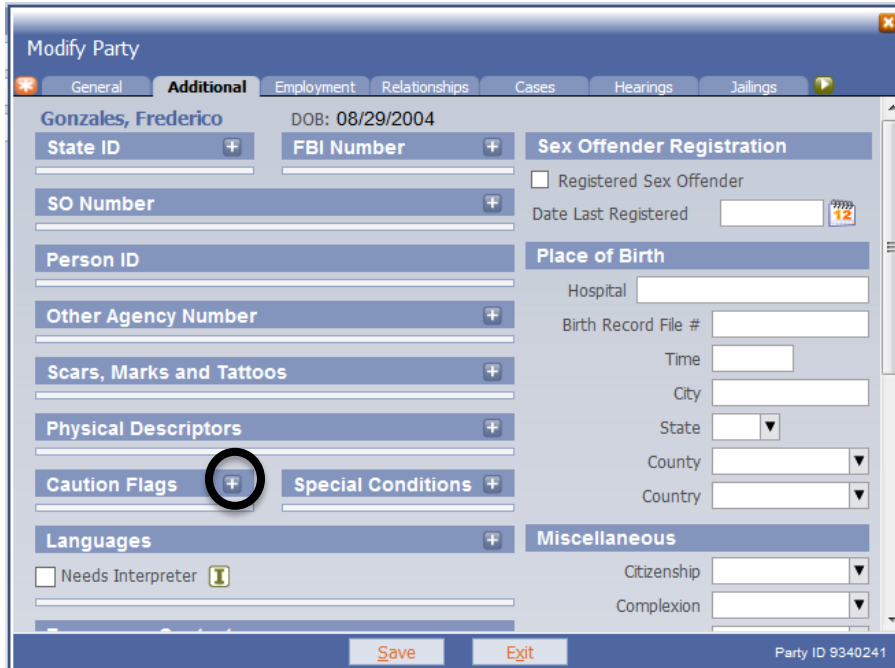 Modify Party
General Additional Employment Relationships Cases Hearings Jailings
Gonzales, Frederico DOB: 08/29/2004
State ID
FBI Number
SO Number
Person ID
Other Agency Number
Scars, Marks and Tattoos
Physical Descriptors
Caution Flags
Special Conditions
Languages
Needs Interpreter I
Sex Offender Registration
Registered Sex Offender
Date Last Registered 12
Place of Birth
Hospital
Birth Record File #
Time
City
State
County
Country
Miscellaneous
Citizenship
Complexion
Save Exit Party ID 9340241